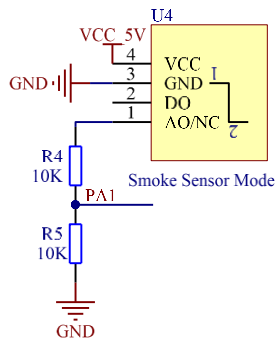 U4
VCC_5V
4 VCC
GND 3 GND 1
2 DO
1 AO/NC 2
R4
10K
Smoke Sensor Mode
PA1
R5
10K
GND